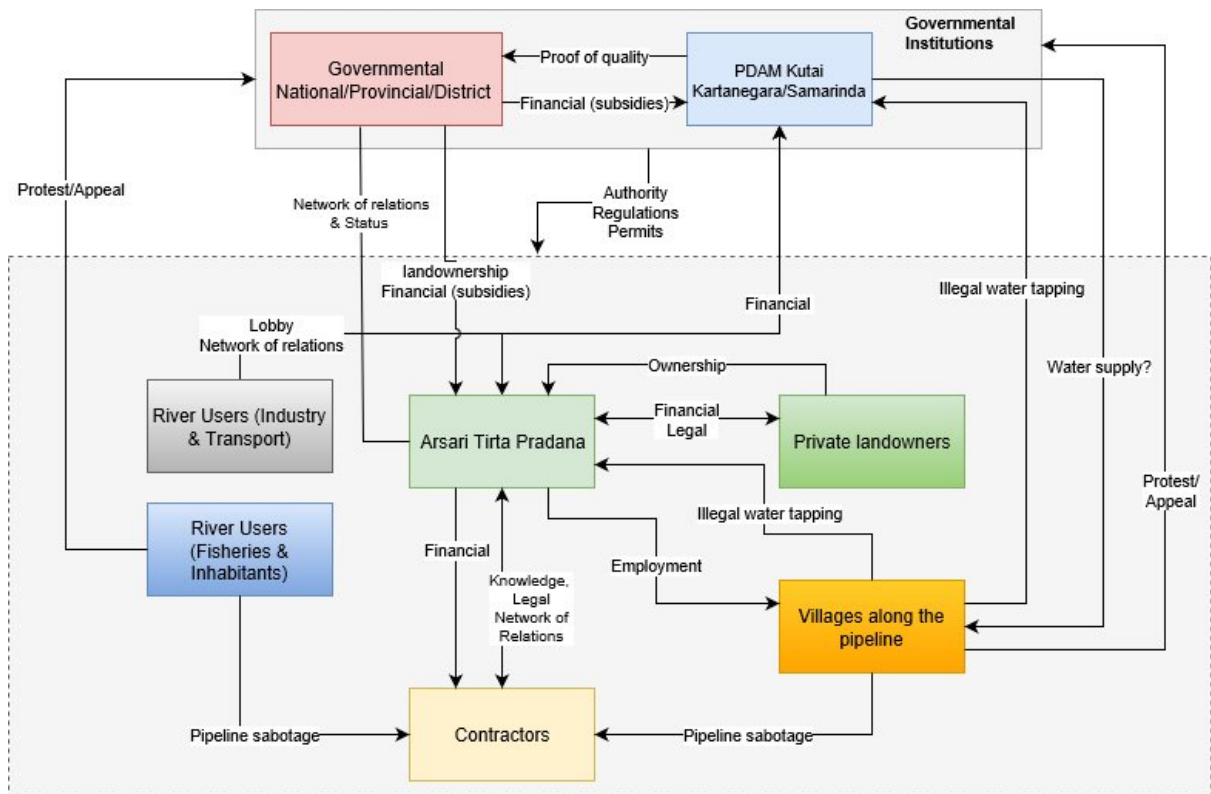 Governmental
Institutions
Governmental
National/Provincial/District
Proof of quality
Financial (subsidies)
PDAM Kutai
Kartanegara/Samarinda
Protest/Appeal
Network of relations
& Status
Authority
Regulations
Permits
landownership
Financial (subsidies)
Financial
Illegal water tapping
Water supply?
Lobby
Network of relations
Ownership
River Users (Industry
& Transport)
Arsari Tirta Pradana
Financial
Legal
Private landowners
Protest/
Appeal
River Users
(Fisheries &
Inhabitants)
Financial
Knowledge,
Legal
Network of
Relations
Employment
Illegal water tapping
Villages along the
pipeline
Pipeline sabotage
Contractors
Pipeline sabotage